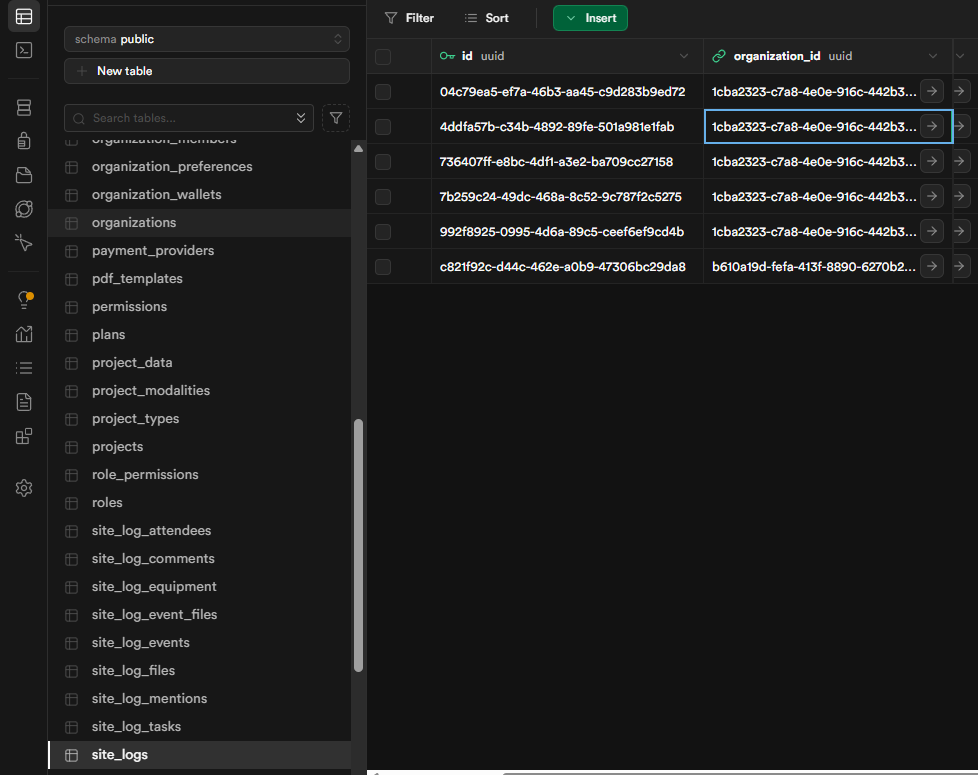 schema public
New table
Search tables...
organization_members
organization_preferences
organization_wallets
organizations
payment_providers
pdf_templates
permissions
plans
project_data
project_modalities
project_types
projects
role_permissions
roles
site_log_attendees
site_log_comments
site_log_equipment
site_log_event_files
site_log_events
site_log_files
site_log_mentions
site_log_tasks
site_logs
Filter Sort Insert
id uuid organization_id uuid
04c79ea5-ef7a-46b3-aa45-c9d283b9ed72 1cba2323-c7a8-4e0e-916c-442b3...
4ddfa57b-c34b-4892-89fe-501a981e1fab 1cba2323-c7a8-4e0e-916c-442b3...
736407ff-e8bc-4df1-a3e2-ba709cc27158 1cba2323-c7a8-4e0e-916c-442b3...
7b259c24-49dc-468a-8c52-9c787f2c5275 1cba2323-c7a8-4e0e-916c-442b3...
992f8925-0995-4d6a-89c5-ceef6ef9cd4b 1cba2323-c7a8-4e0e-916c-442b3...
c821f92c-d44c-462e-a0b9-47306bc29da8 b610a19d-fefa-413f-8890-6270b2...